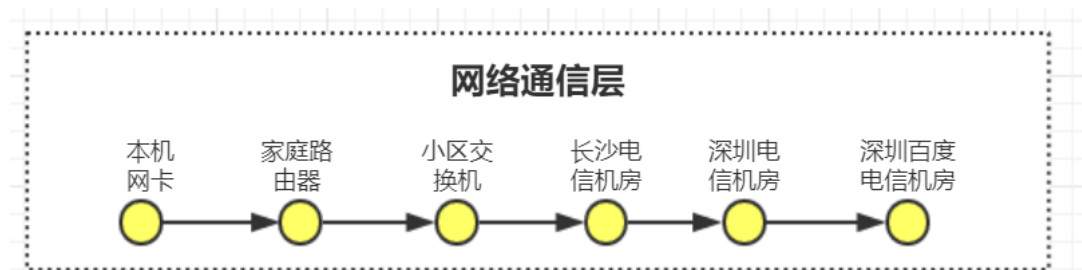 网络通信层
本机 家庭路 小区交 长沙电 深圳电 深圳百度
网卡 由器 换机 信机房 信机房 电信机房